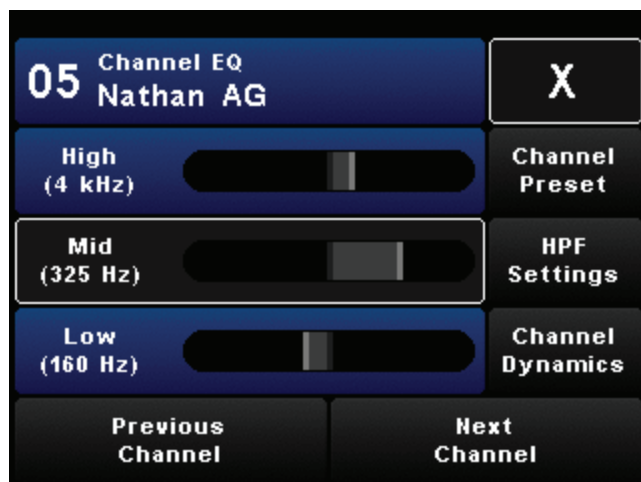 05
Channel EQ
Nathan AG
X
High
(4 kHz)
Channel
Preset
Mid
(325 Hz)
HPF
Settings
Low
(160 Hz)
Channel
Dynamics
Previous
Channel
Next
Channel